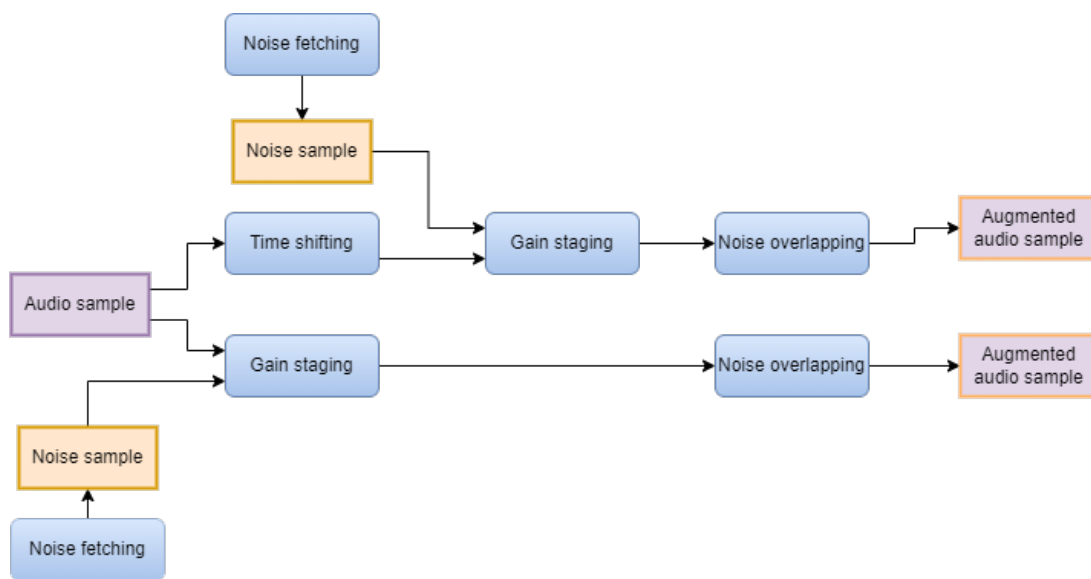 Noise fetching
Noise sample
Time shifting
Gain staging
Noise overlapping
Augmented
audio sample
Audio sample
Gain staging
Noise overlapping
Augmented
audio sample
Noise sample
Noise fetching